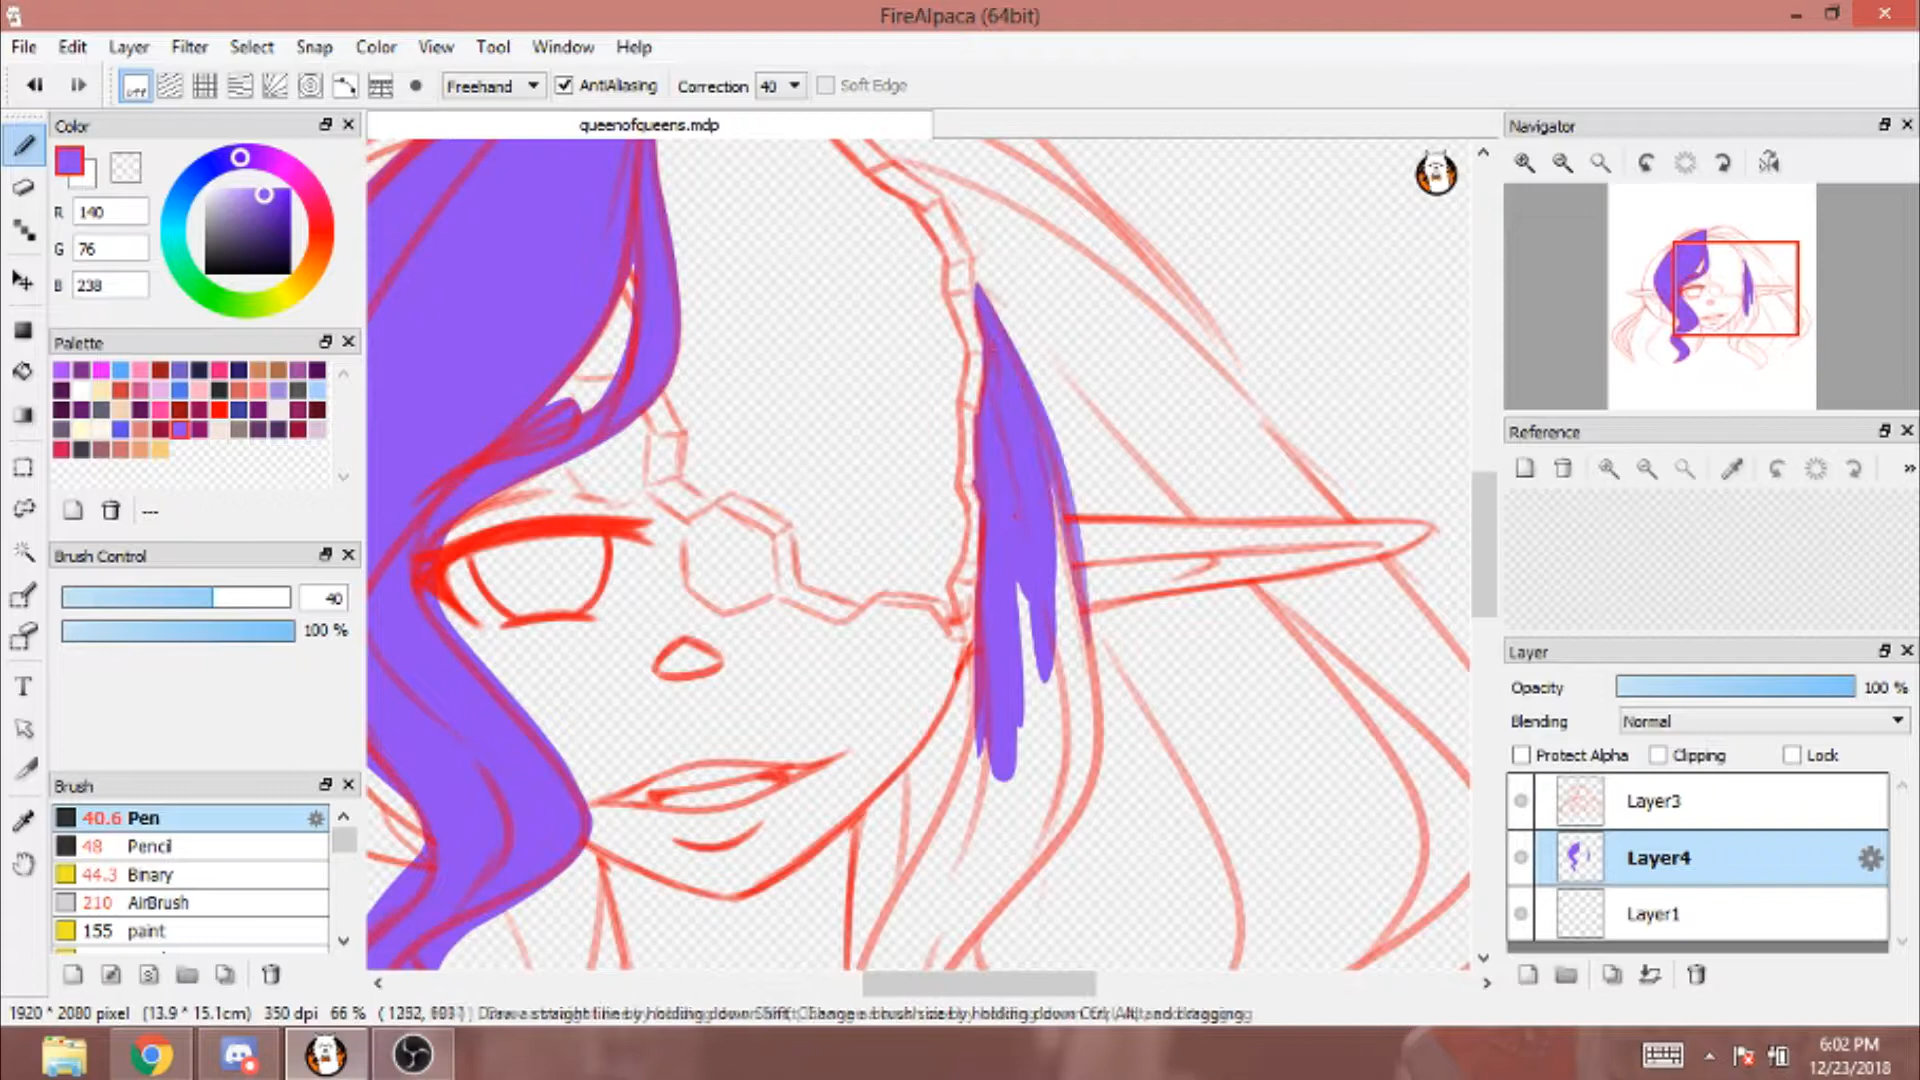 FireAlpaca (64bit)
File Edit Layer Filter Select Snap Color View Tool Window Help
OFF Freehand AntiAliasing Correction 40 Soft Edge
Color
queenofqueens.mdp
Navigator
R 140
G 76
B 238
Palette
---
Reference
Brush Control
40
100 %
T
Layer
Opacity 100 %
Blending Normal
Protect Alpha Clipping Lock
Brush
40.6 Pen
48 Pencil
44.3 Binary
210 AirBrush
155 paint
Layer3
Layer4
Layer1
1920 * 2080 pixel (13.9 * 15.1cm) 350 dpi 66 %
6:02 PM
12/23/2018